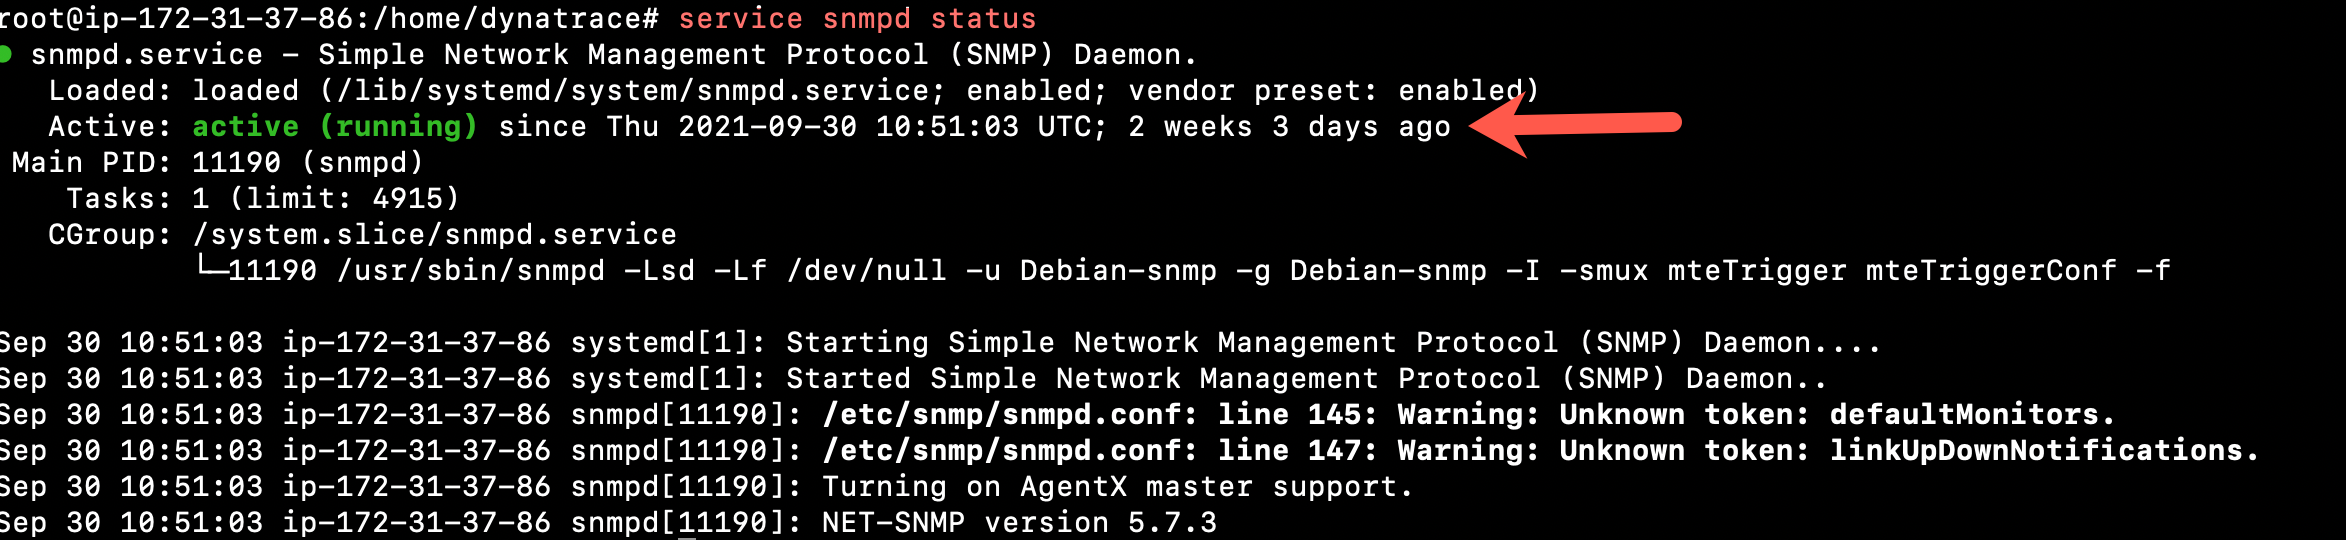 root@ip-172-31-37-86:/home/dynatrace# service snmpd status
● snmpd.service - Simple Network Management Protocol (SNMP) Daemon.
   Loaded: loaded (/lib/systemd/system/snmpd.service; enabled; vendor preset: enabled)
   Active: active (running) since Thu 2021-09-30 10:51:03 UTC; 2 weeks 3 days ago
 Main PID: 11190 (snmpd)
    Tasks: 1 (limit: 4915)
   CGroup: /system.slice/snmpd.service
           └─11190 /usr/sbin/snmpd -Lsd -Lf /dev/null -u Debian-snmp -g Debian-snmp -I -smux mteTrigger mteTriggerConf -f
Sep 30 10:51:03 ip-172-31-37-86 systemd[1]: Starting Simple Network Management Protocol (SNMP) Daemon....
Sep 30 10:51:03 ip-172-31-37-86 systemd[1]: Started Simple Network Management Protocol (SNMP) Daemon..
Sep 30 10:51:03 ip-172-31-37-86 snmpd[11190]: /etc/snmp/snmpd.conf: line 145: Warning: Unknown token: defaultMonitors.
Sep 30 10:51:03 ip-172-31-37-86 snmpd[11190]: /etc/snmp/snmpd.conf: line 147: Warning: Unknown token: linkUpDownNotifications.
Sep 30 10:51:03 ip-172-31-37-86 snmpd[11190]: Turning on AgentX master support.
Sep 30 10:51:03 ip-172-31-37-86 snmpd[11190]: NET-SNMP version 5.7.3